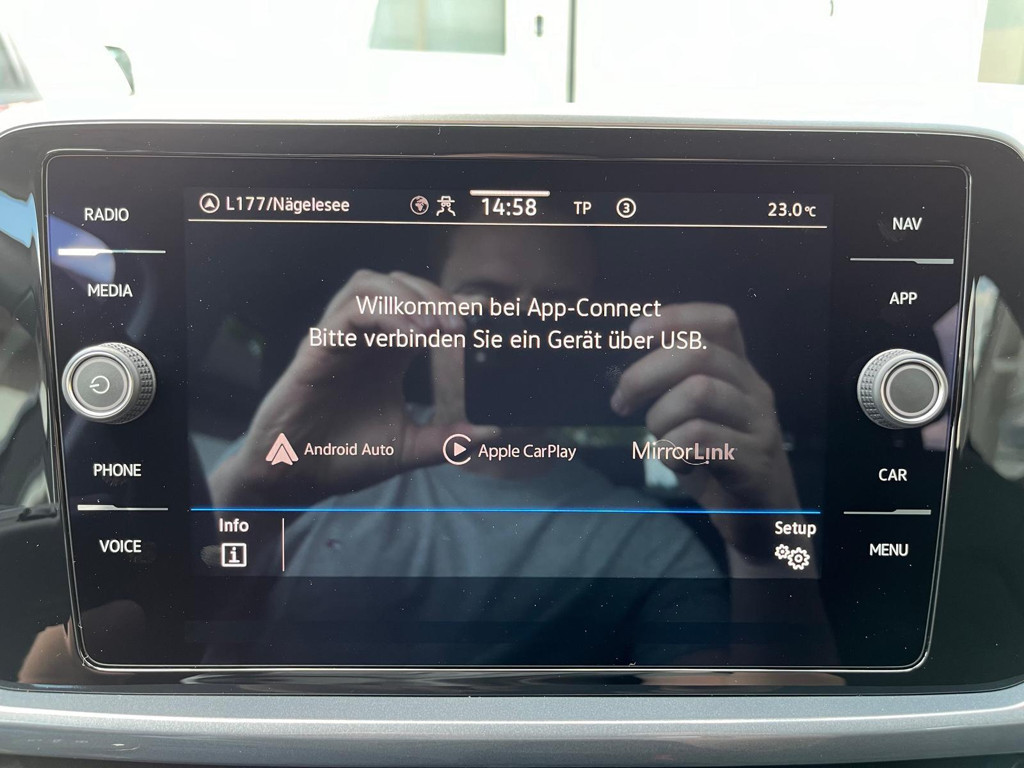 RADIO
MEDIA
PHONE
VOICE
L177/Nägelesee
14:58
TP
3
23.0°C
Willkommen bei App-Connect
Bitte verbinden Sie ein Gerät über USB.
Android Auto
Apple CarPlay
MirrorLink
Info
i
Setup
NAV
APP
CAR
MENU